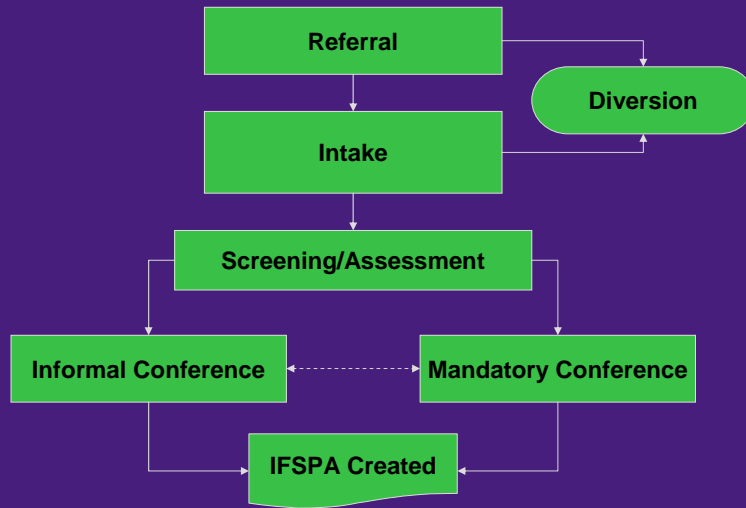 Referral
Diversion
Intake
Screening/Assessment
Informal Conference
Mandatory Conference
IFSPA Created